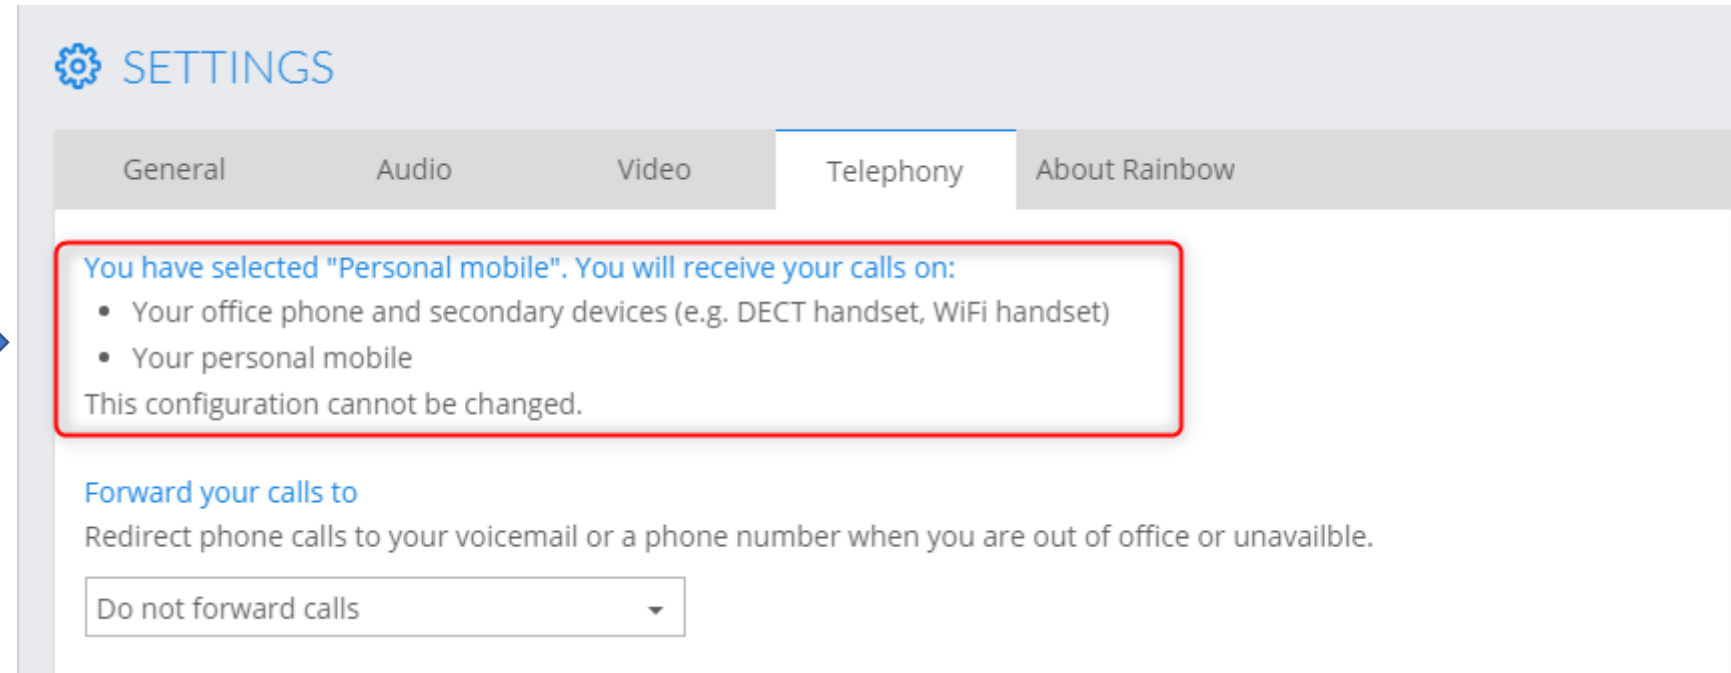 SETTINGS
General Audio Video Telephony About Rainbow
You have selected "Personal mobile". You will receive your calls on:
• Your office phone and secondary devices (e.g. DECT handset, WiFi handset)
• Your personal mobile
This configuration cannot be changed.
Forward your calls to
Redirect phone calls to your voicemail or a phone number when you are out of office or unavailble.
Do not forward calls